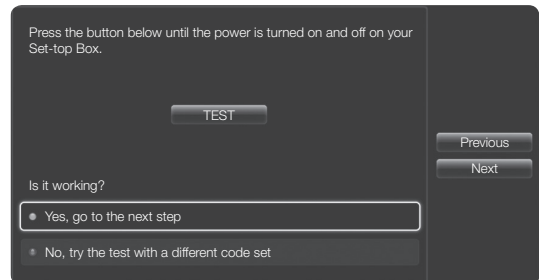 Press the button below until the power is turned on and off on your
Set-top Box.
TEST
Previous
Next
Is it working?
Yes, go to the next step
No, try the test with a different code set